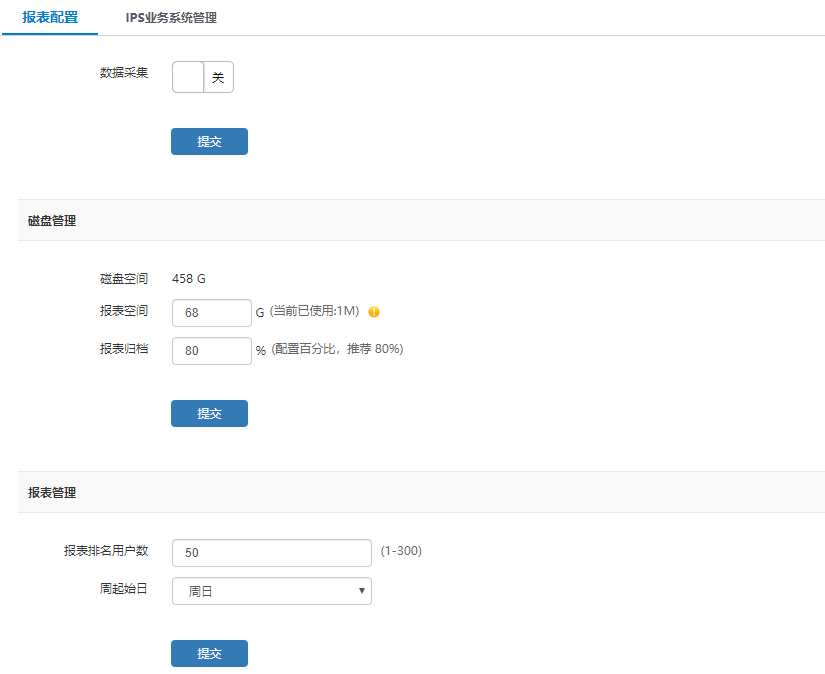 报表配置 IPS业务系统管理
数据采集 关
提交
磁盘管理
磁盘空间 458 G
报表空间 68 G (当前已使用:1M)
报表归档 80 % (配置百分比，推荐 80%)
提交
报表管理
报表排名用户数 50 (1-300)
周起始日 周日
提交